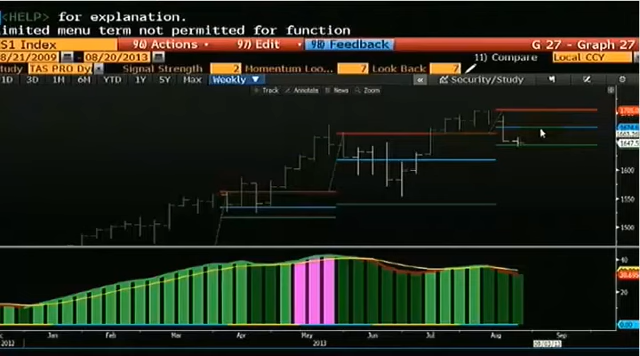 <HELP> for explanation.
imited menu term not permitted for function
S1 Index 96) Actions 97) Edit 98) Feedback G 27 - Graph 27
8/21/2009 - 08/20/2013 11) Compare Local CCY
tudy TAS PRO Dy Signal Strength 2 Momentum Loo... 7 Look Back 7
1D 3D 1M 6M YTD 1Y 5Y Max Weekly ▼ « Security/Study
Track Annotate News Zoom
1647.5
1600
1550
1500
40
20
0.00
Jan Feb Mar Apr May Jun Jul Aug Sep
2012 2013